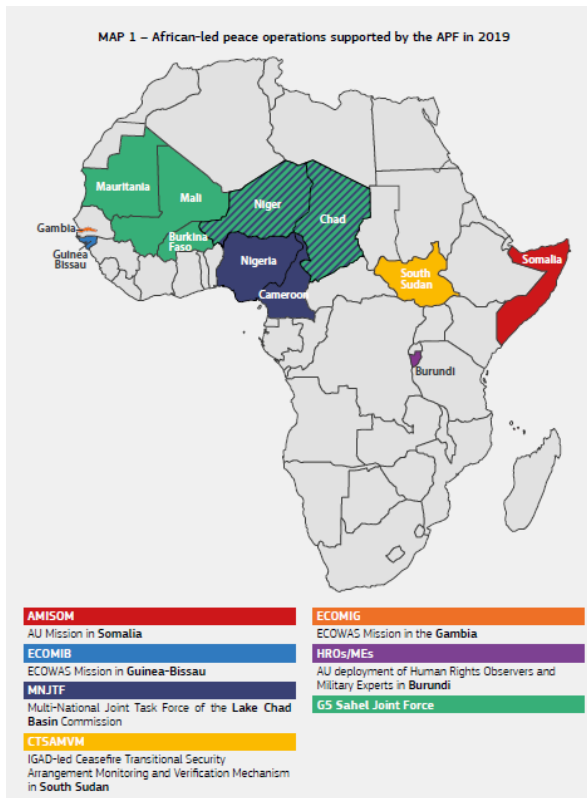 MAP 1 – African-led peace operations supported by the APF in 2019
Mauritania
Mali
Niger
Chad
Gambia
Burkina
Faso
Guinea
Bissau
Nigeria
Cameroon
South
Sudan
Somalia
Burundi
AMISOM
AU Mission in Somalia
ECOMIB
ECOWAS Mission in Guinea-Bissau
MNJTF
Multi-National Joint Task Force of the Lake Chad
Basin Commission
CTSAMVM
IGAD-led Ceasefire Transitional Security
Arrangement Monitoring and Verification Mechanism
in South Sudan
ECOMIG
ECOWAS Mission in the Gambia
HROs/MEs
AU deployment of Human Rights Observers and
Military Experts in Burundi
G5 Sahel Joint Force